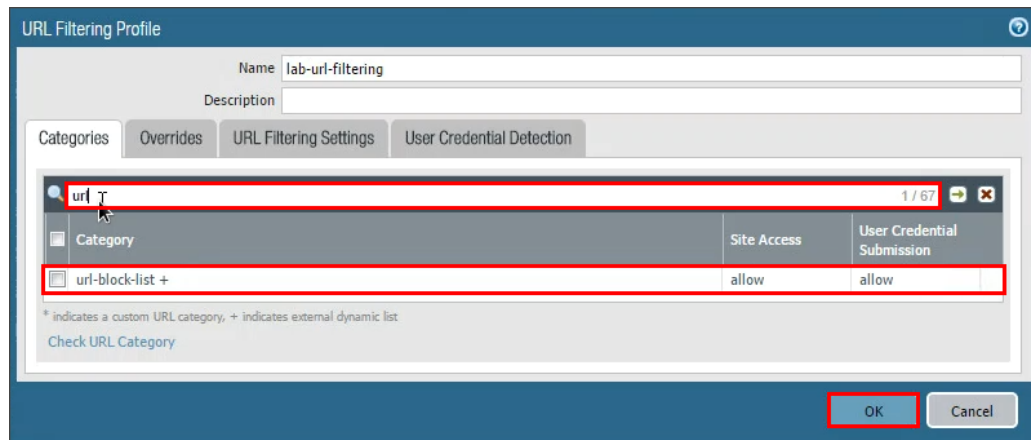 URL Filtering Profile
Name lab-url-filtering
Description
Categories Overrides URL Filtering Settings User Credential Detection
url 1 / 67
Category Site Access User Credential Submission
url-block-list + allow allow
* indicates a custom URL category, + indicates external dynamic list
Check URL Category
OK Cancel